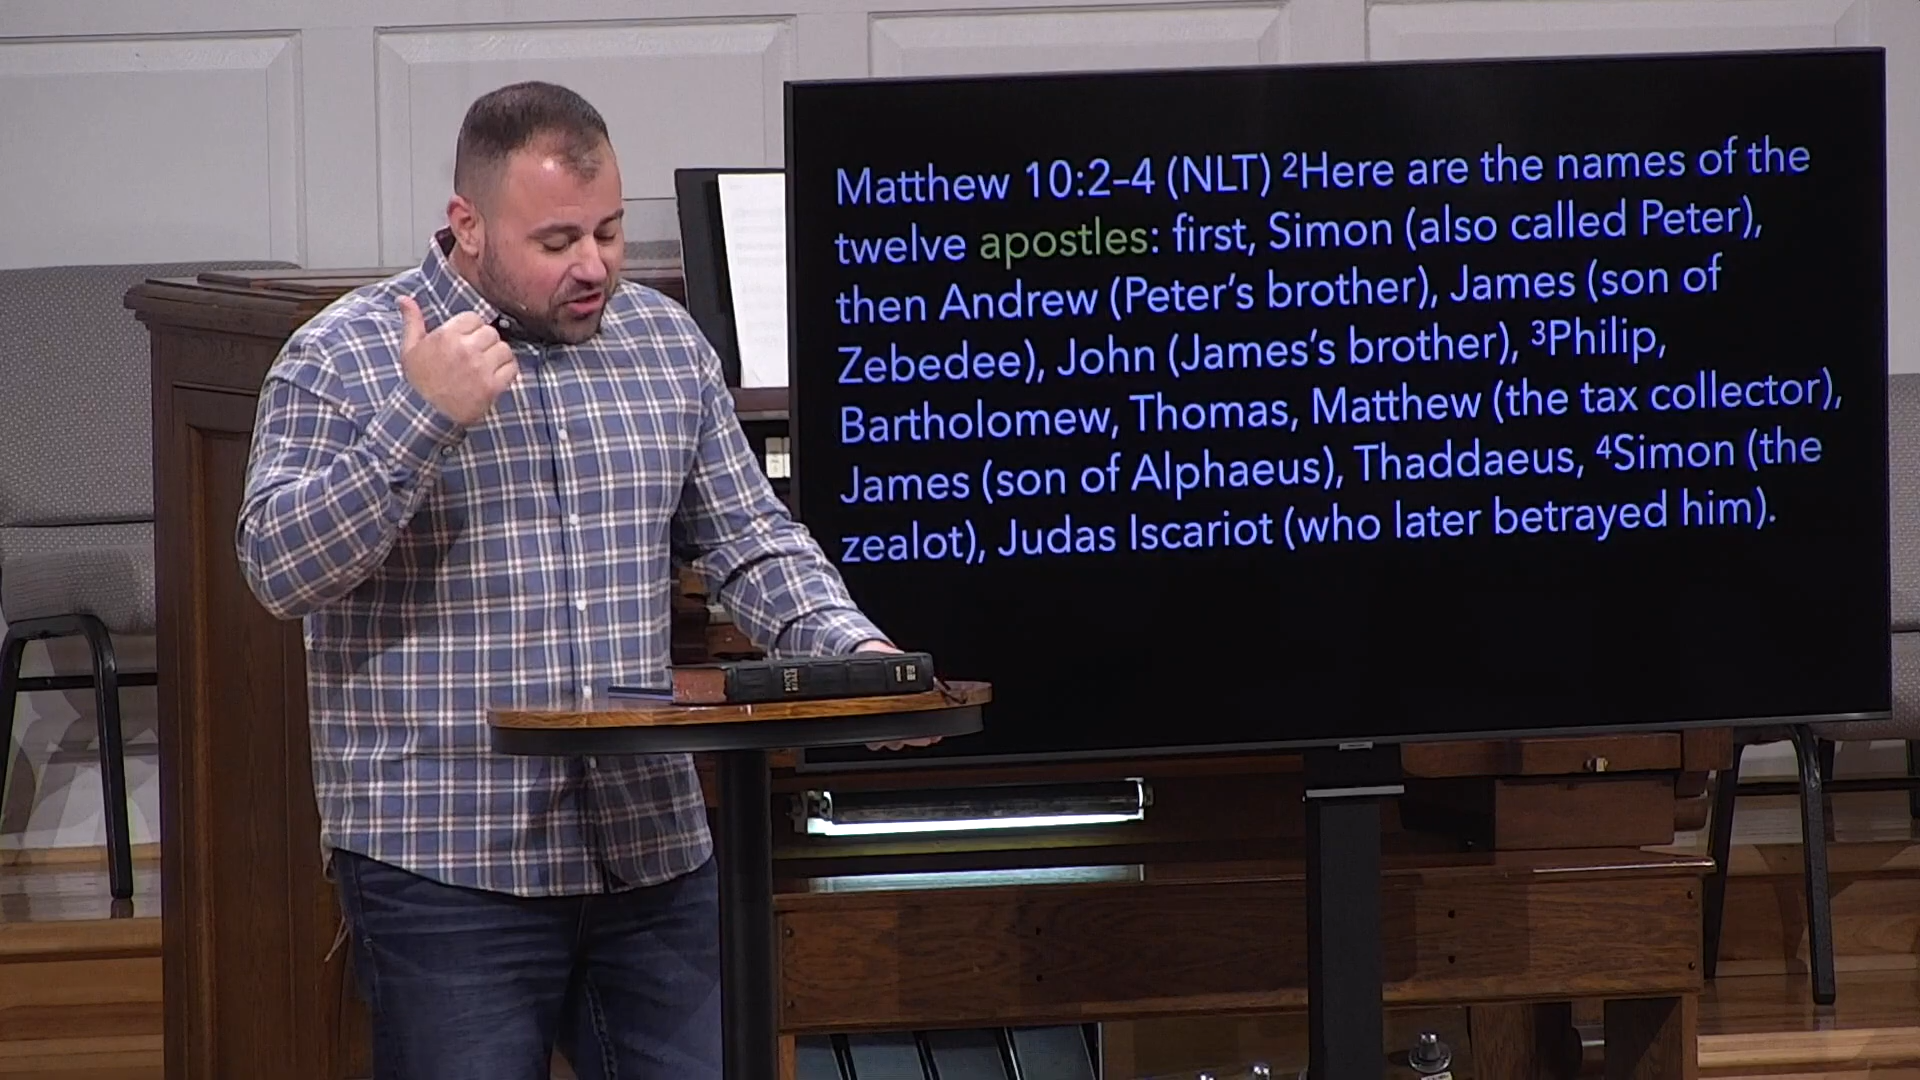 Matthew 10:2–4 (NLT) ²Here are the names of the
twelve apostles: first, Simon (also called Peter),
then Andrew (Peter’s brother), James (son of
Zebedee), John (James’s brother), ³Philip,
Bartholomew, Thomas, Matthew (the tax collector),
James (son of Alphaeus), Thaddaeus, ⁴Simon (the
zealot), Judas Iscariot (who later betrayed him).